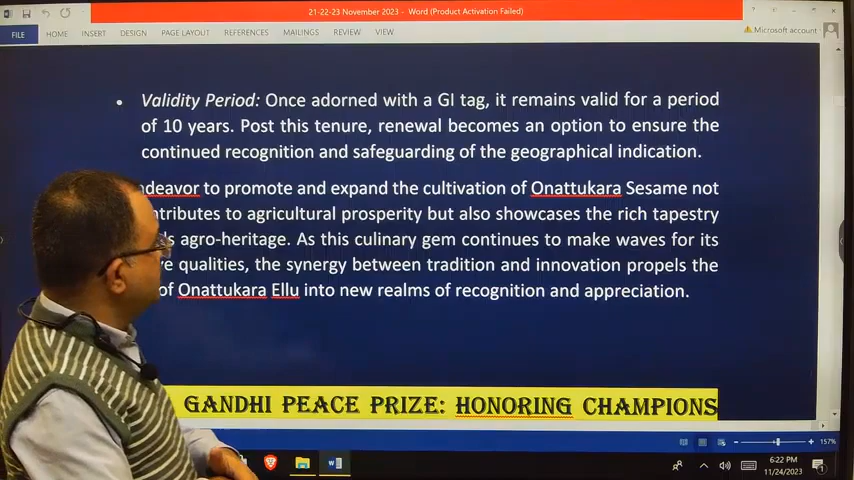 21-22-23 November 2023 - Word (Product Activation Failed)
FILE HOME INSERT DESIGN PAGE LAYOUT REFERENCES MAILINGS REVIEW VIEW Microsoft account
• Validity Period: Once adorned with a GI tag, it remains valid for a period
of 10 years. Post this tenure, renewal becomes an option to ensure the
continued recognition and safeguarding of the geographical indication.
to promote and expand the cultivation of Onattukara Sesame not
to agricultural prosperity but also showcases the rich tapestry
agro-heritage. As this culinary gem continues to make waves for its
qualities, the synergy between tradition and innovation propels the
of Onattukara Ellu into new realms of recognition and appreciation.
GANDHI PEACE PRIZE: HONORING CHAMPIONS
157%
6:22 PM
11/24/2023